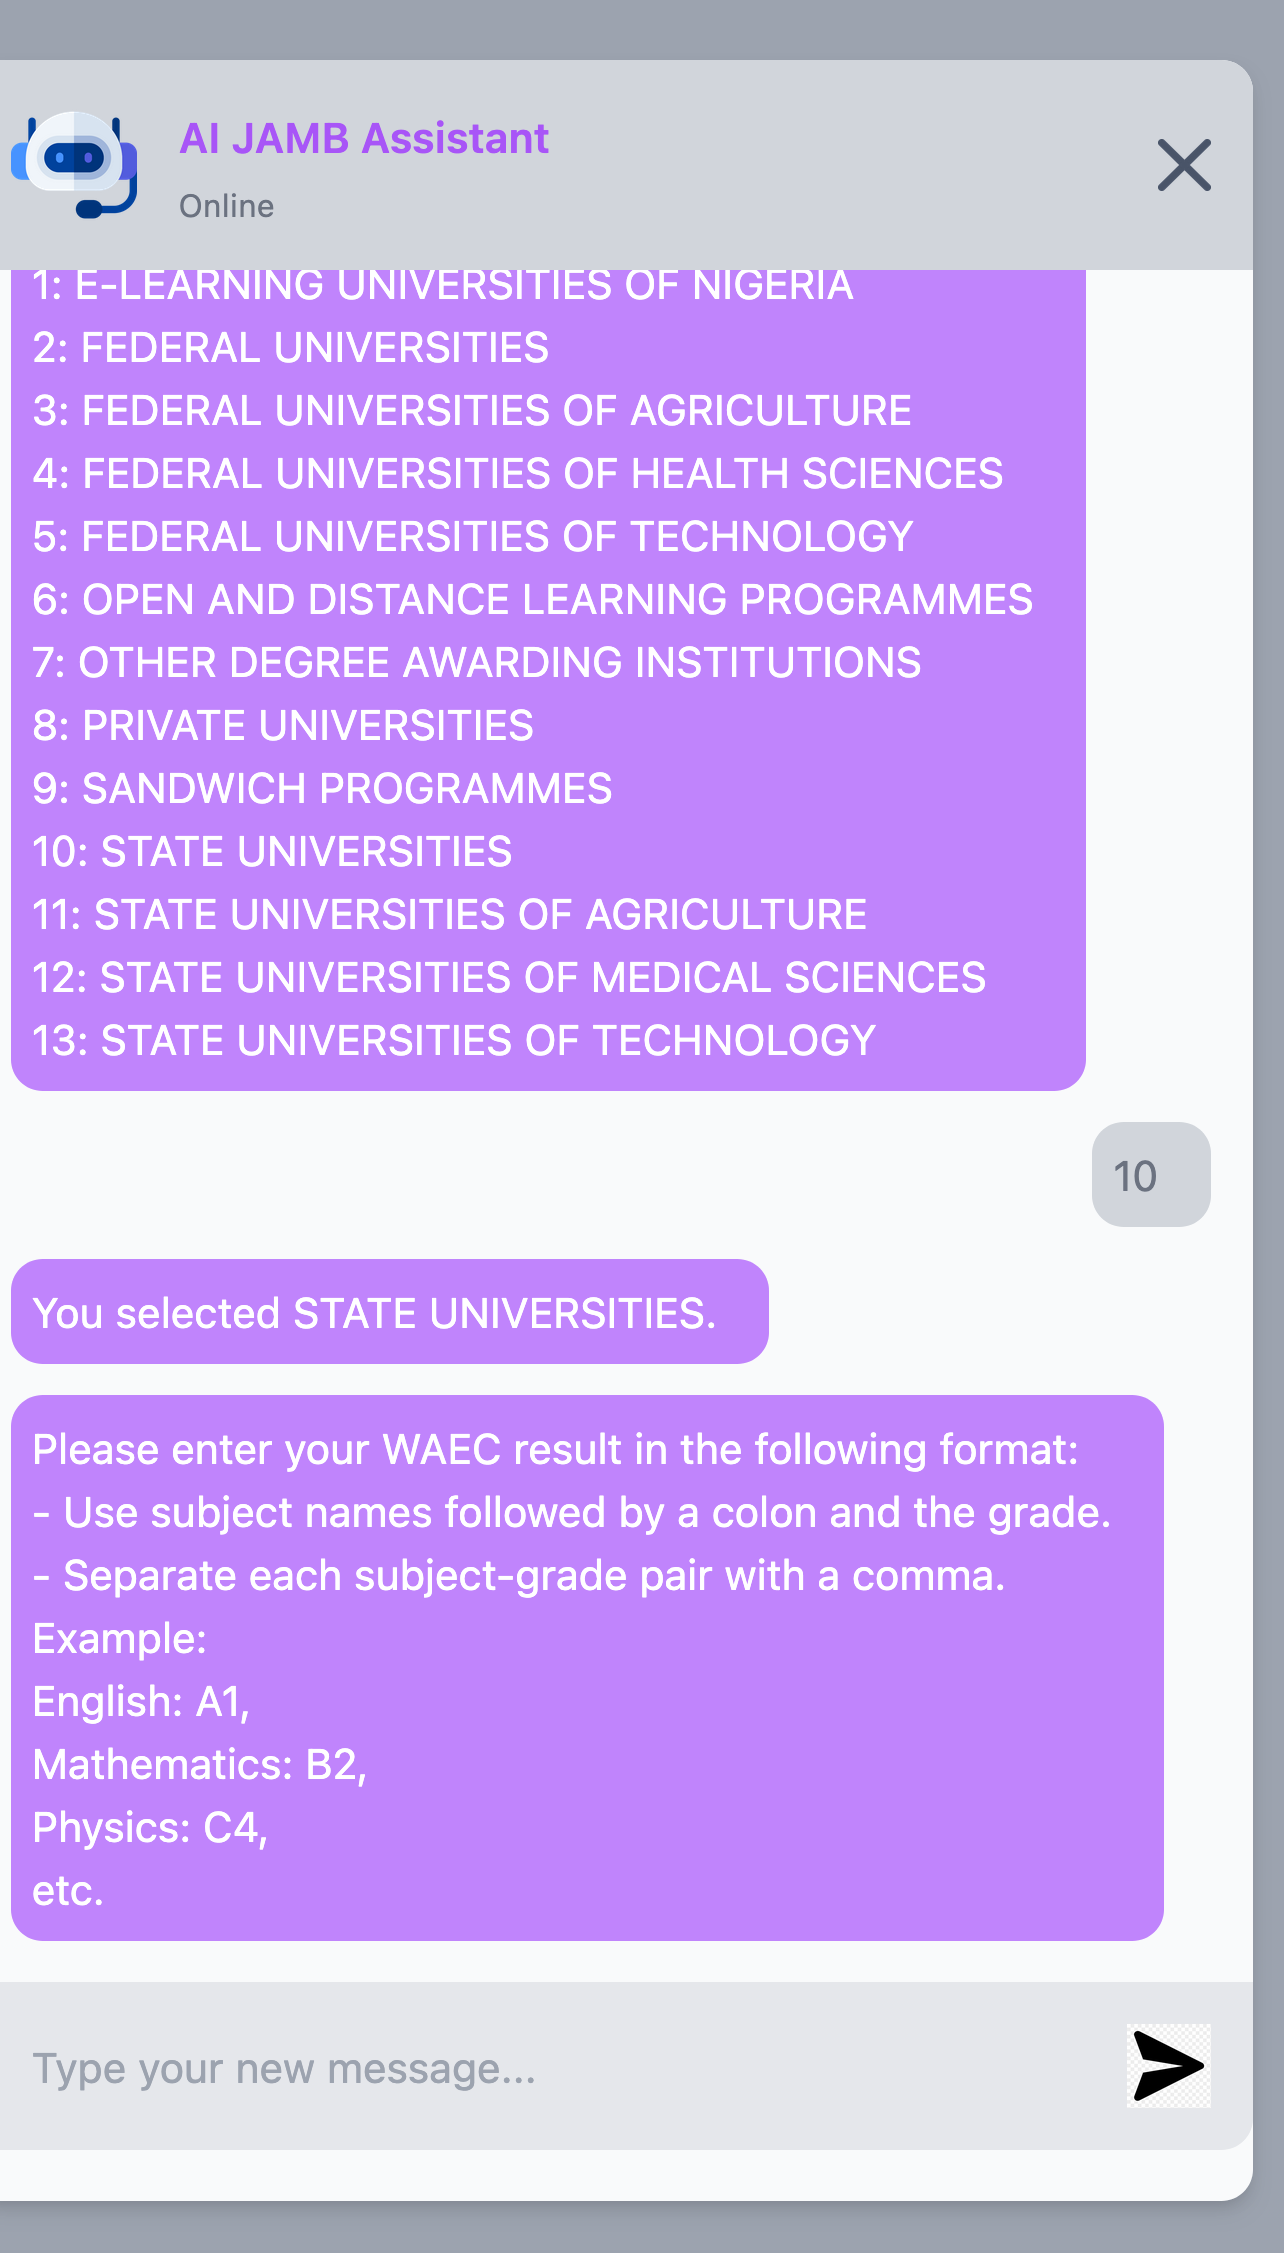 AI JAMB Assistant
Online
1: E-LEARNING UNIVERSITIES OF NIGERIA
2: FEDERAL UNIVERSITIES
3: FEDERAL UNIVERSITIES OF AGRICULTURE
4: FEDERAL UNIVERSITIES OF HEALTH SCIENCES
5: FEDERAL UNIVERSITIES OF TECHNOLOGY
6: OPEN AND DISTANCE LEARNING PROGRAMMES
7: OTHER DEGREE AWARDING INSTITUTIONS
8: PRIVATE UNIVERSITIES
9: SANDWICH PROGRAMMES
10: STATE UNIVERSITIES
11: STATE UNIVERSITIES OF AGRICULTURE
12: STATE UNIVERSITIES OF MEDICAL SCIENCES
13: STATE UNIVERSITIES OF TECHNOLOGY
10
You selected STATE UNIVERSITIES.
Please enter your WAEC result in the following format:
- Use subject names followed by a colon and the grade.
- Separate each subject-grade pair with a comma.
Example:
English: A1,
Mathematics: B2,
Physics: C4,
etc.
Type your new message...